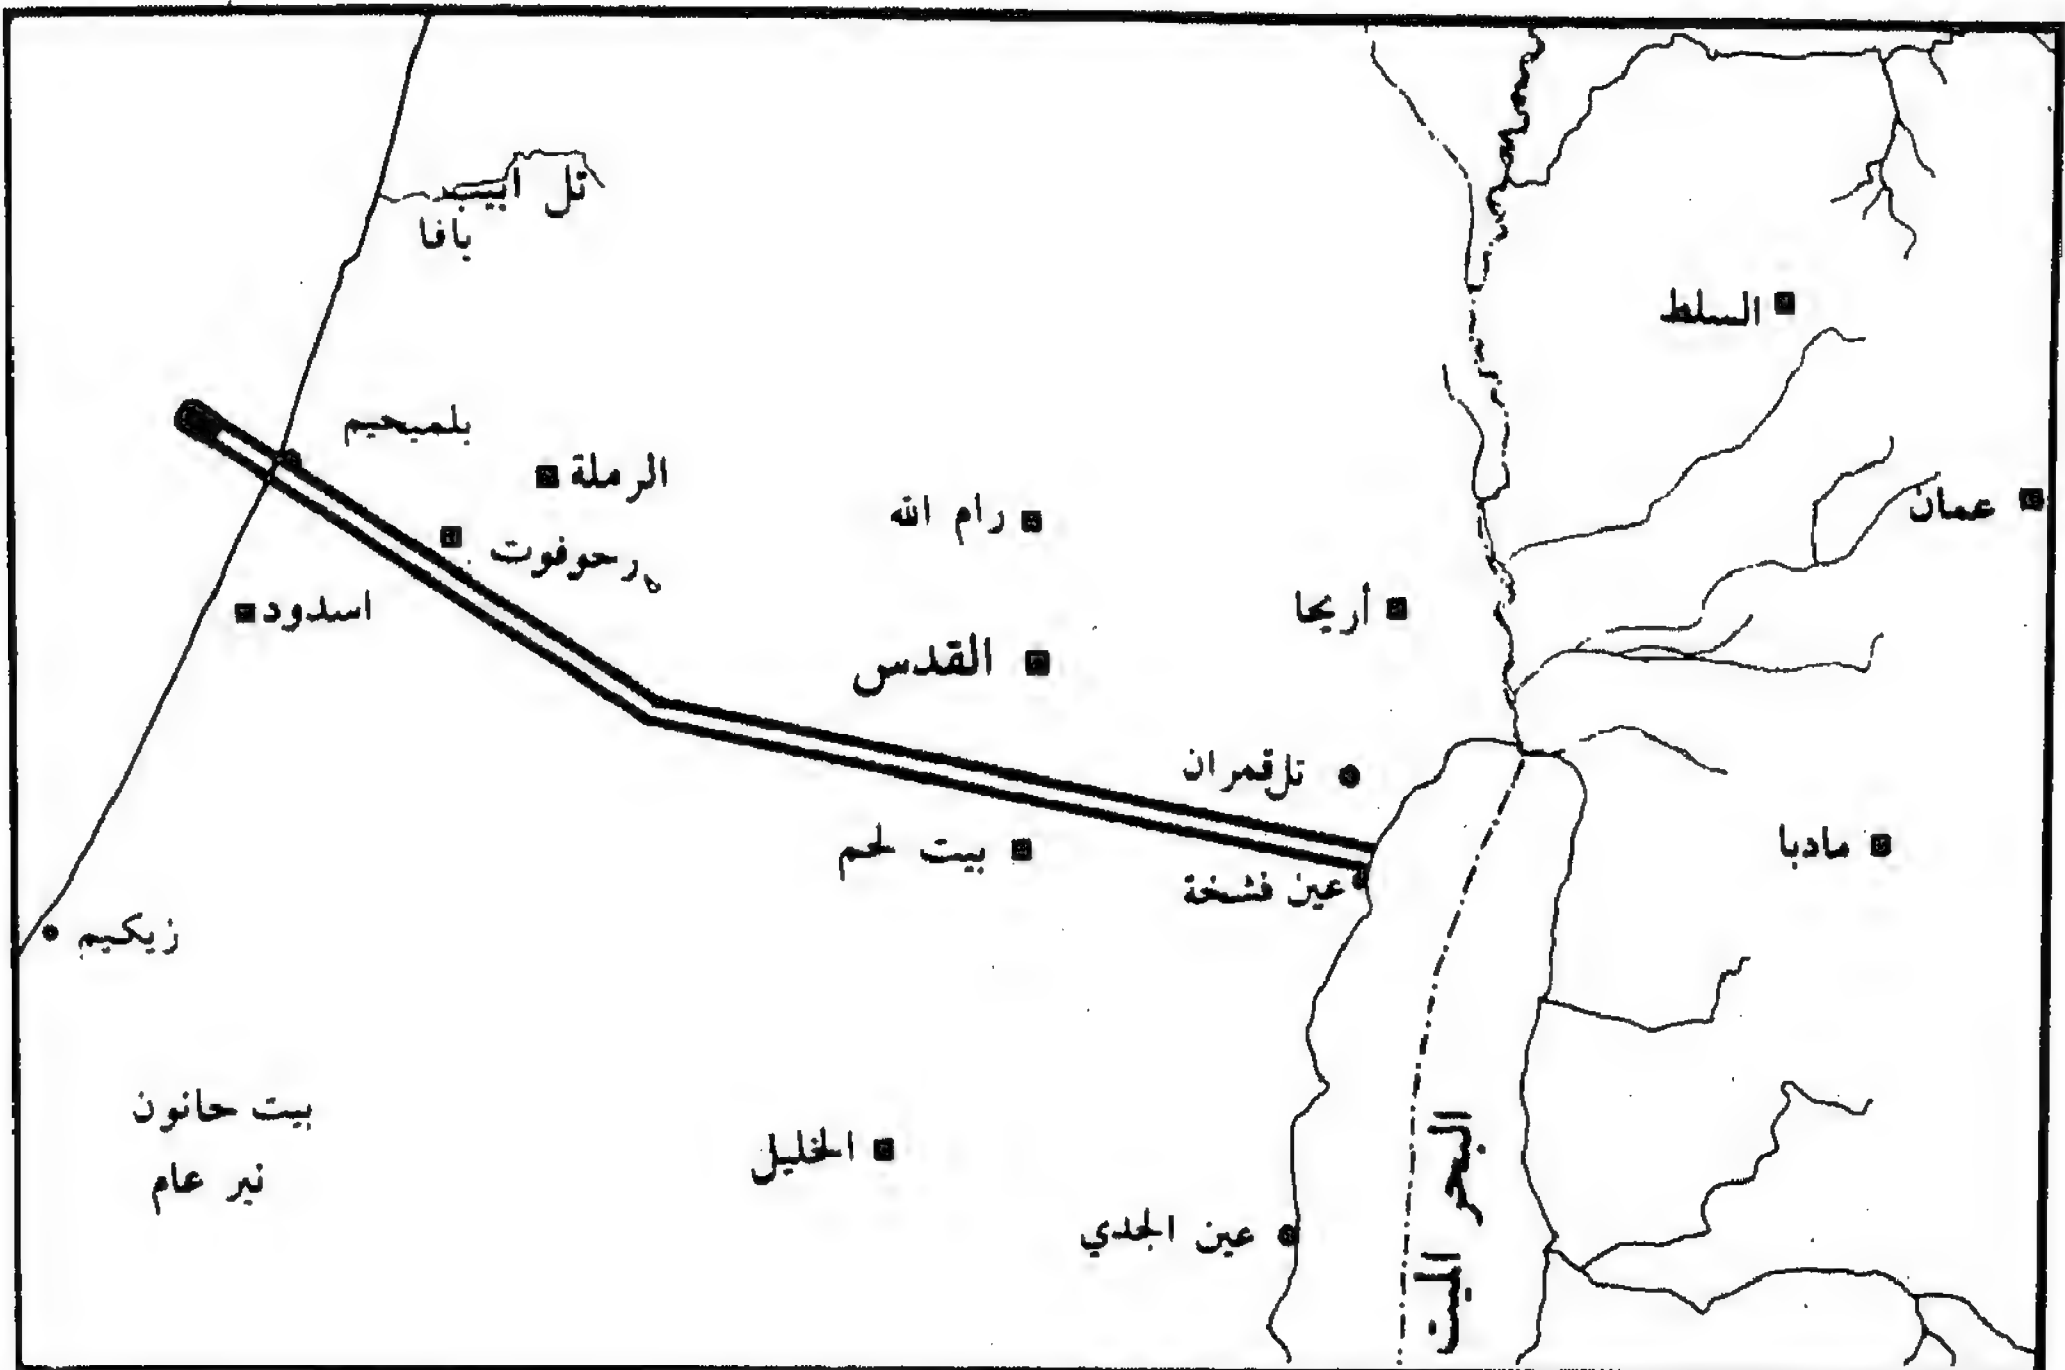 تل ابيب
يافا
السلط
بلميحيم
الرملة
رام الله
عمان
رحوفوت
أريحا
اسدود
القدس
تل قمران
مادبا
بيت لحم
عين فشخة
زيكيم
بيت حانون
نير عام
الخليل
عين الجدي
البحر الميت